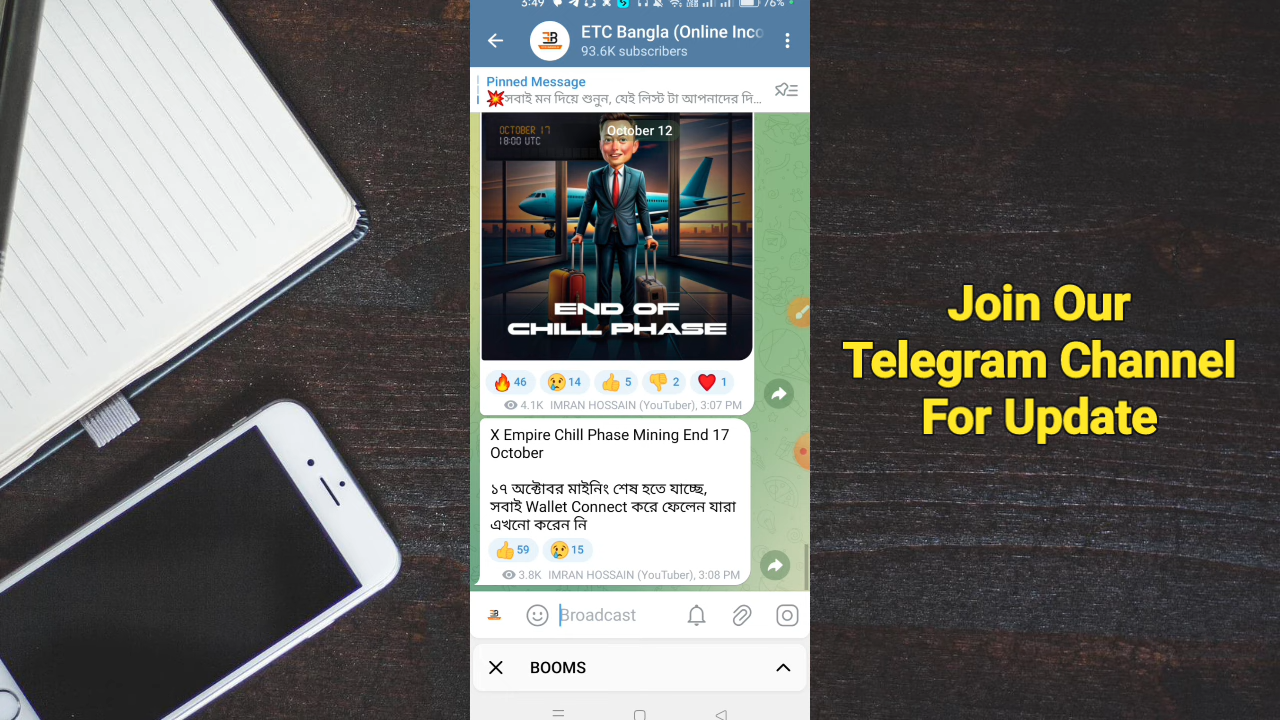 3:49
76%
ETC Bangla (Online Inco
93.6K subscribers
Pinned Message
💥সবাই মন দিয়ে শুনুন, যেই লিস্ট টা আপনাদের দি...
OCTOBER 17
18:00 UTC
October 12
END OF
CHILL PHASE
🔥 46 😢 14 👍 5 👎 2 ❤️ 1
4.1K IMRAN HOSSAIN (YouTuber), 3:07 PM
X Empire Chill Phase Mining End 17
October
১৭ অক্টোবর মাইনিং শেষ হতে যাচ্ছে,
সবাই Wallet Connect করে ফেলেন যারা
এখনো করেন নি
👍 59 😢 15
3.8K IMRAN HOSSAIN (YouTuber), 3:08 PM
Broadcast
BOOMS
Join Our
Telegram Channel
For Update